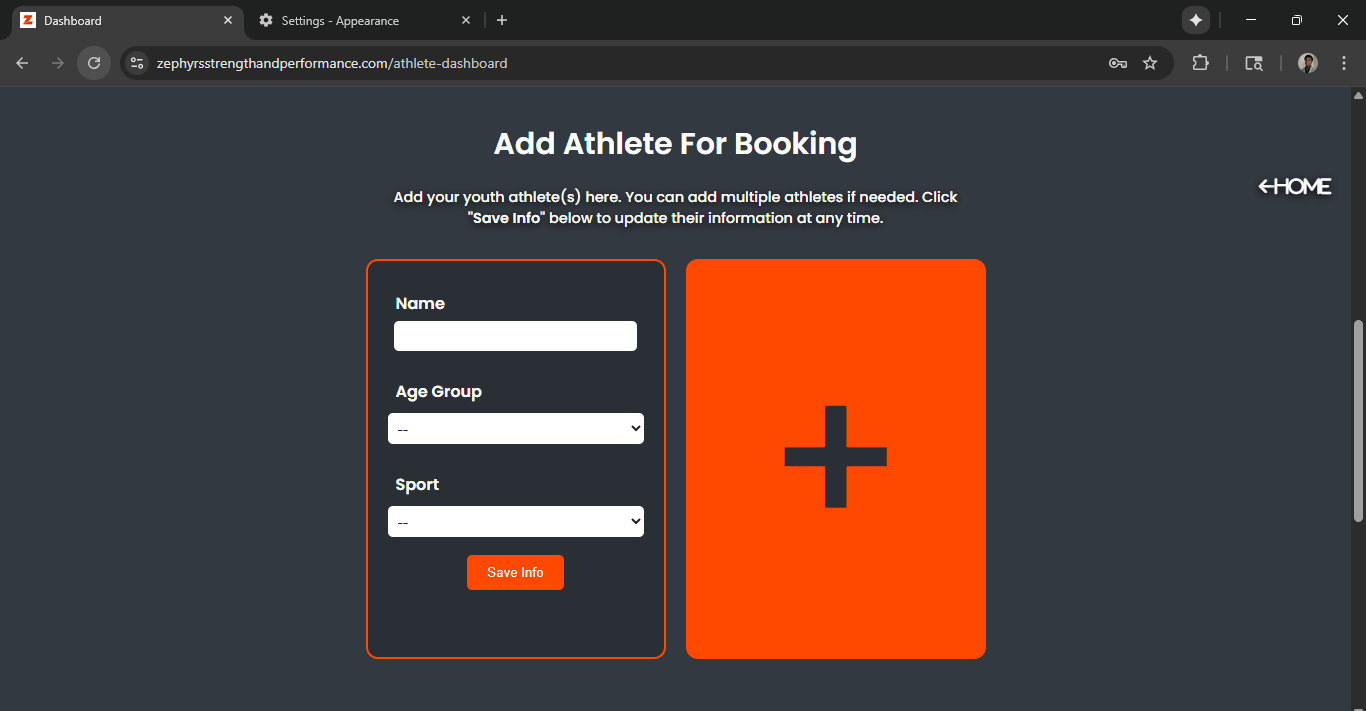 Dashboard
Settings - Appearance
zephyrsstrengthandperformance.com/athlete-dashboard
Add Athlete For Booking
←HOME
Add your youth athlete(s) here. You can add multiple athletes if needed. Click
"Save Info" below to update their information at any time.
Name
Age Group
--
Sport
--
Save Info